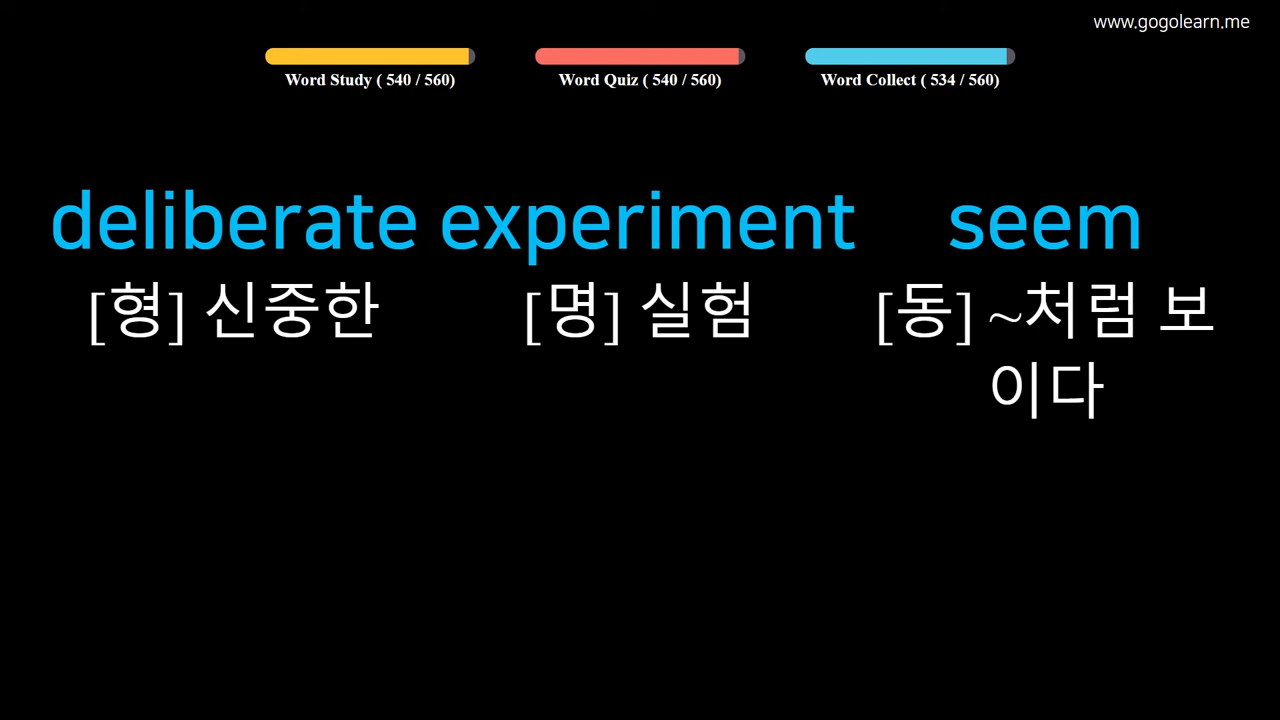 www.gogolearn.me
Word Study ( 540 / 560)
Word Quiz ( 540 / 560)
Word Collect ( 534 / 560)
deliberate experiment seem
[형] 신중한
[명] 실험
[동] ~처럼 보
이다